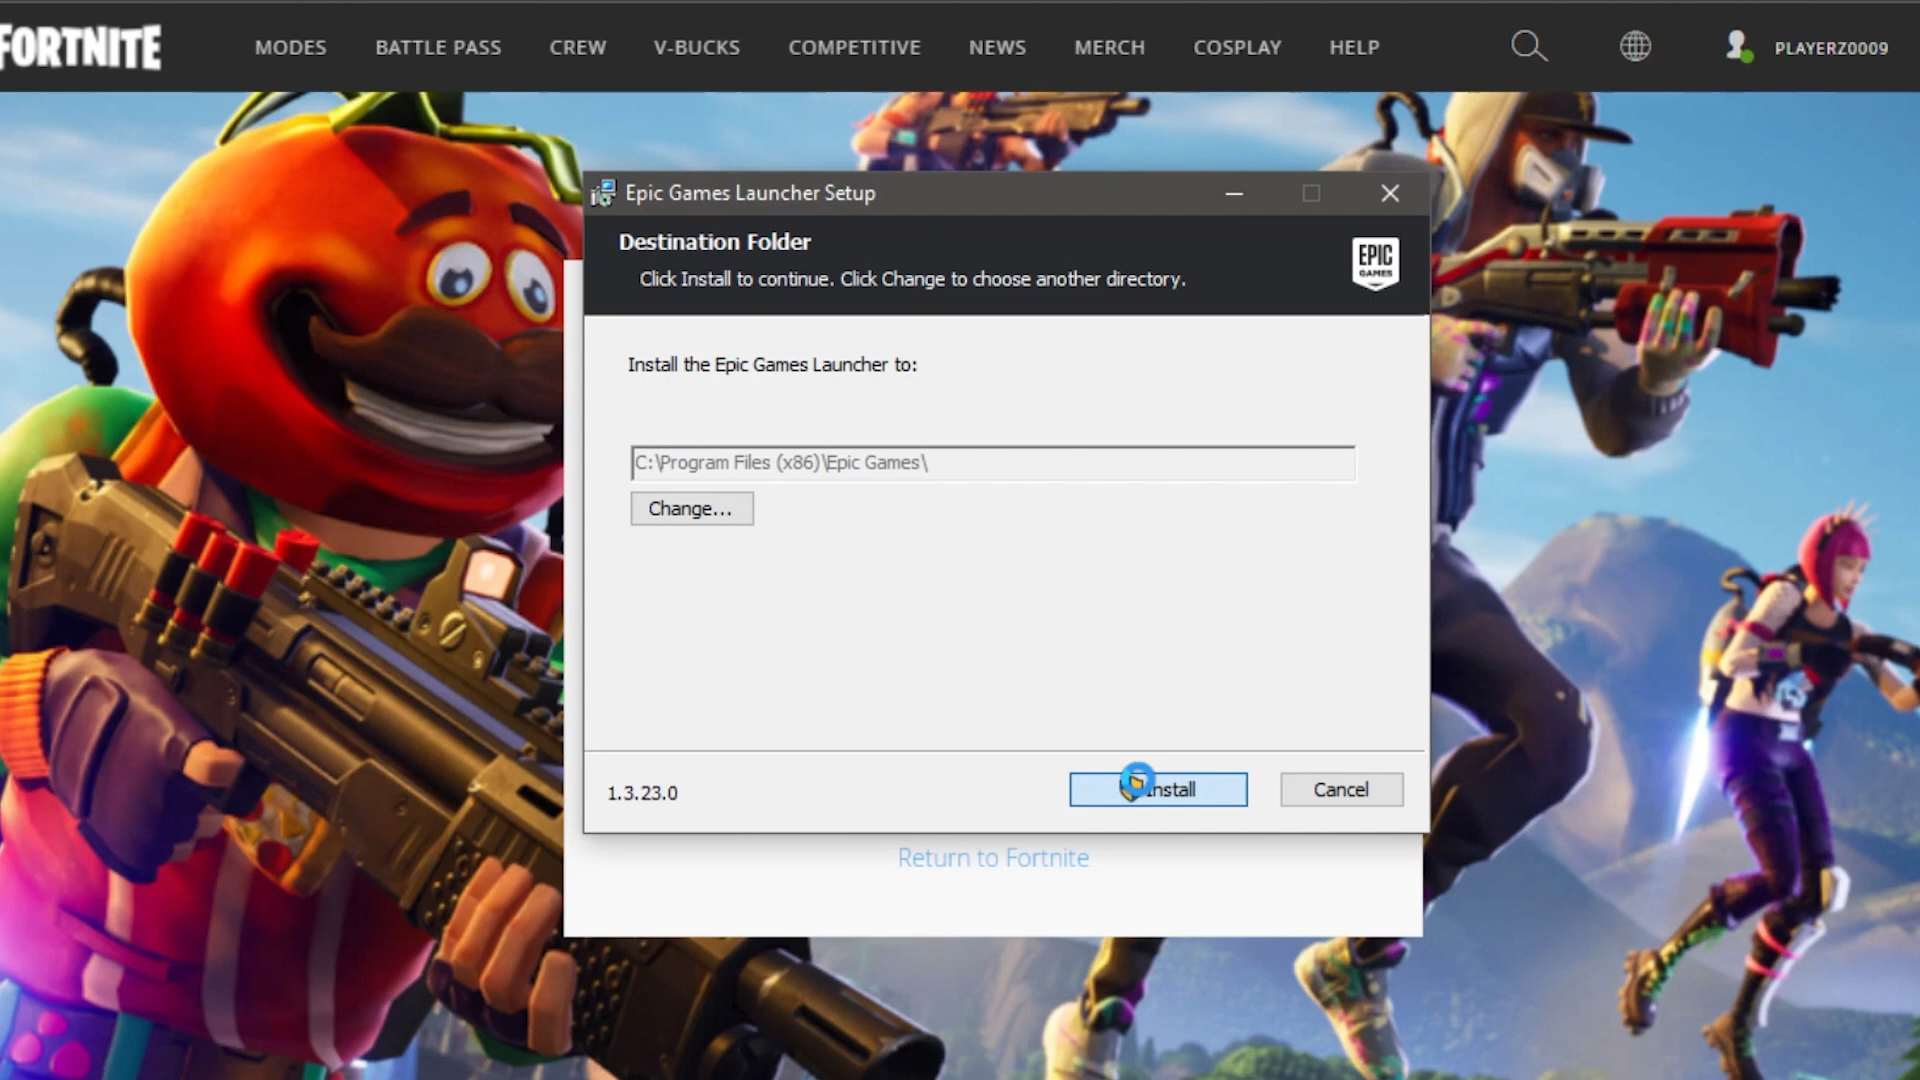 FORTNITE
MODES BATTLE PASS CREW V-BUCKS COMPETITIVE NEWS MERCH COSPLAY HELP PLAYERZ0009
Epic Games Launcher Setup
Destination Folder
Click Install to continue. Click Change to choose another directory.
EPIC
GAMES
Install the Epic Games Launcher to:
C:\Program Files (x86)\Epic Games\
Change...
1.3.23.0
Install
Cancel
Return to Fortnite